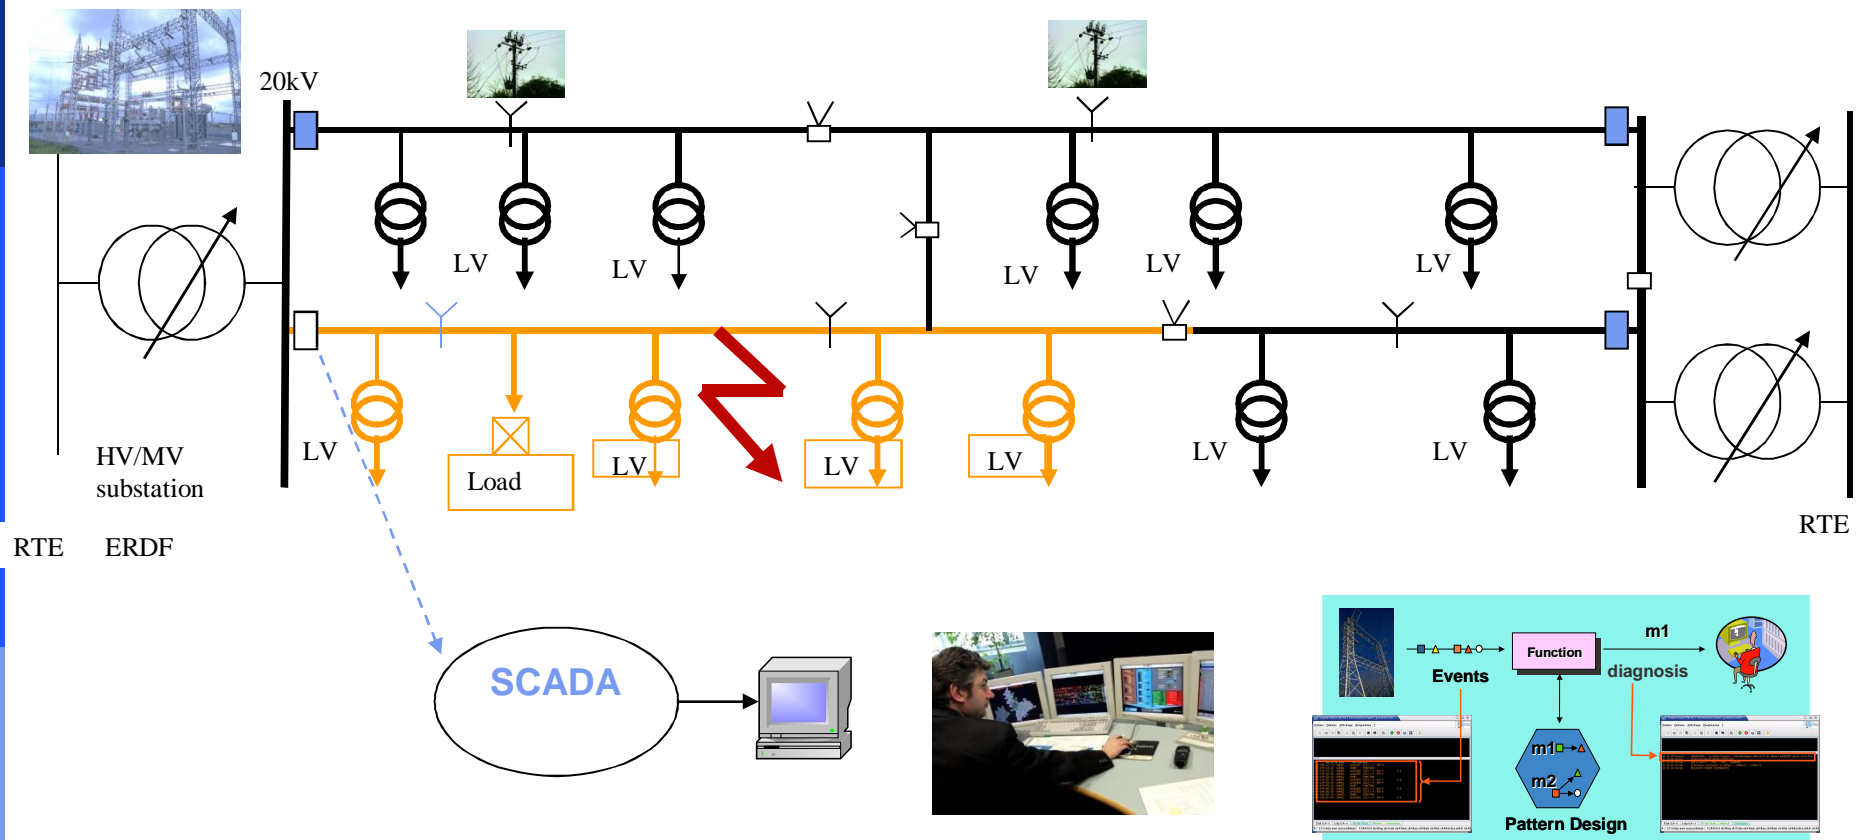 20kV
LV
LV
LV
LV
LV
LV
Load
LV
LV
LV
LV
LV
HV/MV
substation
RTE
RTE
ERDF
SCADA
m1
Function
Events
diagnosis
m1
m2
Pattern Design